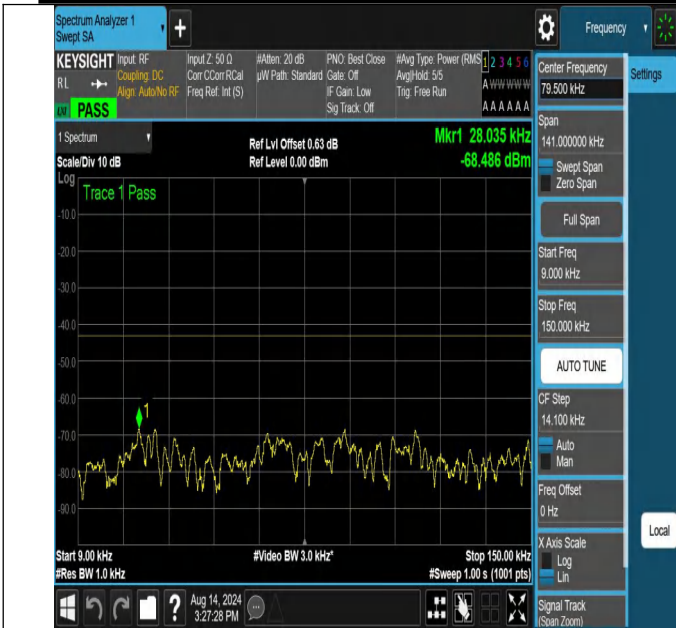 Spectrum Analyzer 1
Swept SA
+
Frequency
KEYSIGHT
RL
PASS
Input: RF
Coupling: DC
Align: Auto/No RF
Input Z: 50 Ω
Corr CCorr RCal
Freq Ref: Int (S)
#Atten: 20 dB
µW Path: Standard
PNO: Best Close
Gate: Off
IF Gain: Low
Sig Track: Off
#Avg Type: Power (RMS
Avg|Hold: 5/5
Trig: Free Run
1 2 3 4 5 6
A W W W W W
A A A A A A
1 Spectrum
Scale/Div 10 dB
Log
Ref Lvl Offset 0.63 dB
Ref Level 0.00 dBm
Mkr1 28.035 kHz
-68.486 dBm
Trace 1 Pass
-10.0
-20.0
-30.0
-40.0
-50.0
-60.0
-70.0
-80.0
-90.0
1
Start 9.00 kHz
#Res BW 1.0 kHz
#Video BW 3.0 kHz*
Stop 150.00 kHz
#Sweep 1.00 s (1001 pts)
?
Aug 14, 2024
3:27:28 PM
Center Frequency
79.500 kHz
Span
141.000000 kHz
Swept Span
Zero Span
Full Span
Start Freq
9.000 kHz
Stop Freq
150.000 kHz
AUTO TUNE
CF Step
14.100 kHz
Auto
Man
Freq Offset
0 Hz
X Axis Scale
Log
Lin
Signal Track
(Span Zoom)
Settings
Local